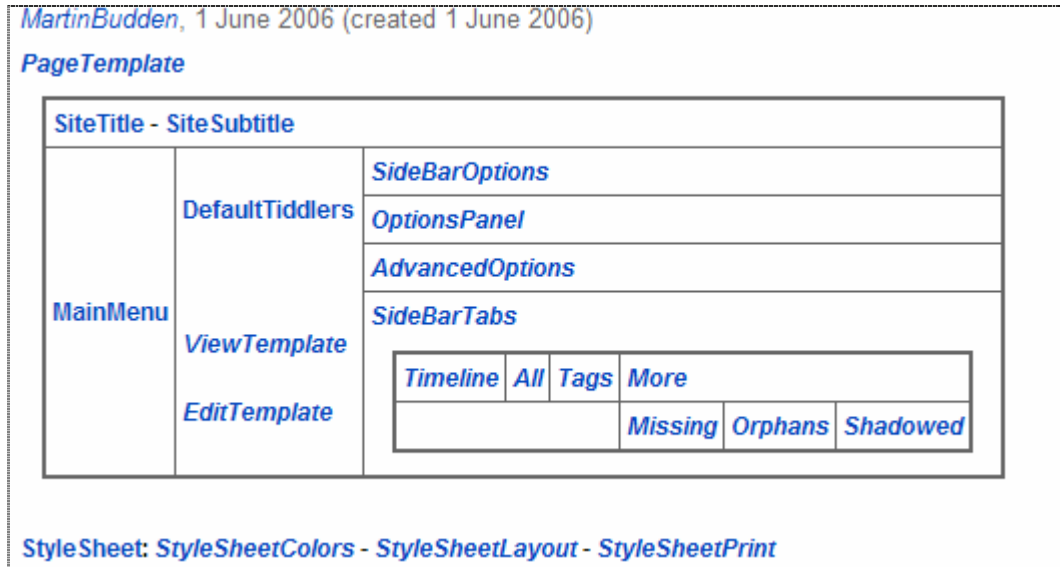 MartinBudden, 1 June 2006 (created 1 June 2006)
PageTemplate
SiteTitle - SiteSubtitle
MainMenu
DefaultTiddlers
ViewTemplate
EditTemplate
SideBarOptions
OptionsPanel
AdvancedOptions
SideBarTabs
Timeline All Tags More
Missing Orphans Shadowed
StyleSheet: StyleSheetColors - StyleSheetLayout - StyleSheetPrint